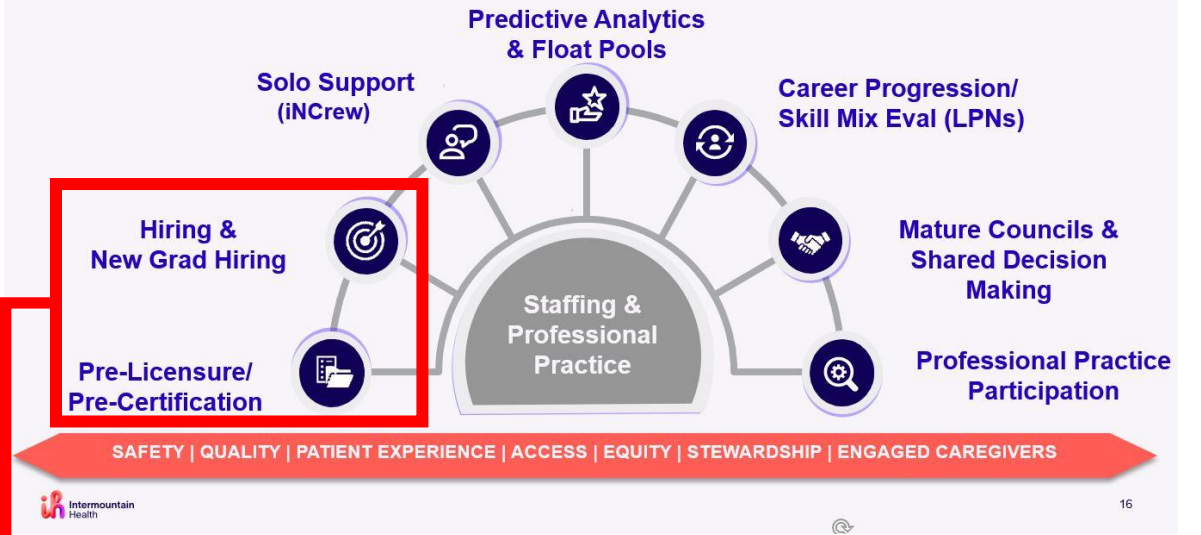 Predictive Analytics
& Float Pools
Solo Support
(iNCrew)
Career Progression/
Skill Mix Eval (LPNs)
Hiring &
New Grad Hiring
Mature Councils &
Shared Decision
Making
Staffing &
Professional
Practice
Pre-Licensure/
Pre-Certification
Professional Practice
Participation
SAFETY | QUALITY | PATIENT EXPERIENCE | ACCESS | EQUITY | STEWARDSHIP | ENGAGED CAREGIVERS
Intermountain
Health
16